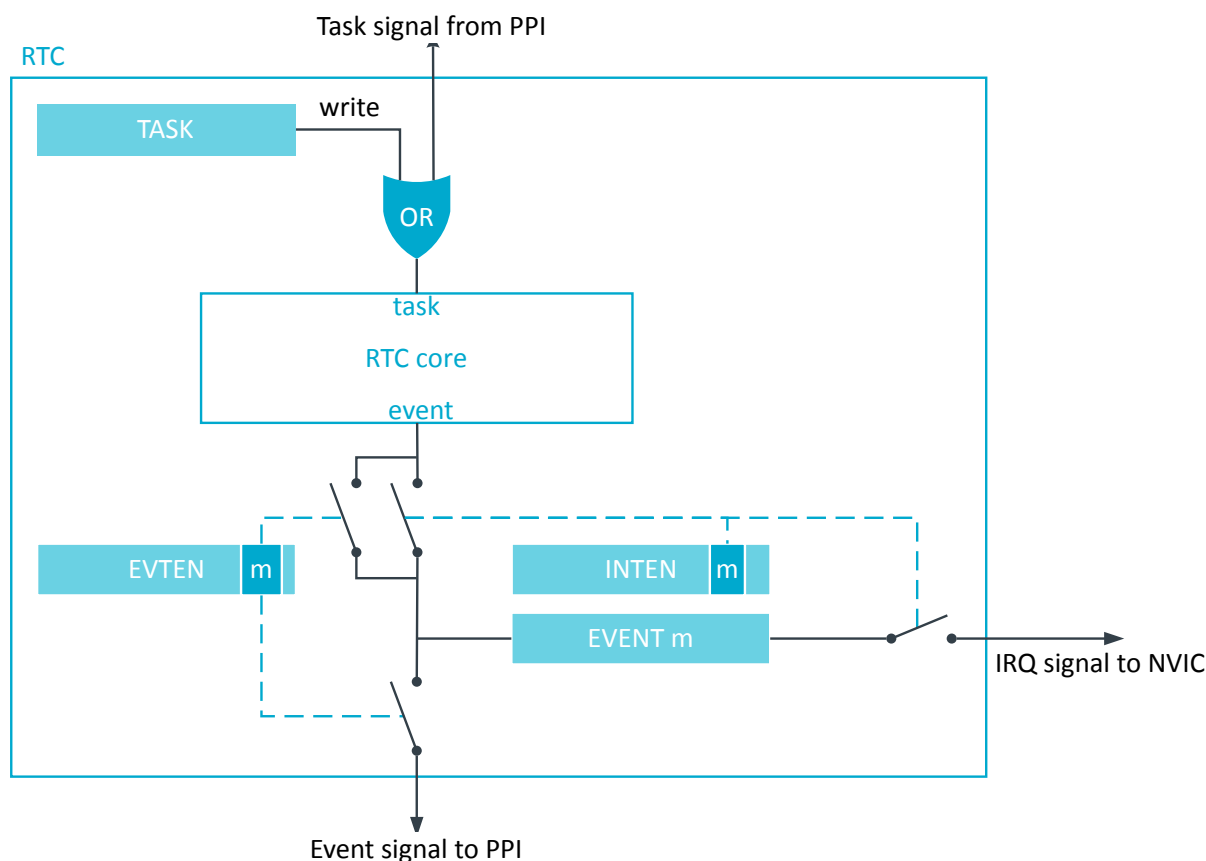 Task signal from PPI
RTC
write
TASK
OR
task
RTC core
event
EVTEN
m
INTEN
m
EVENT m
IRQ signal to NVIC
Event signal to PPI